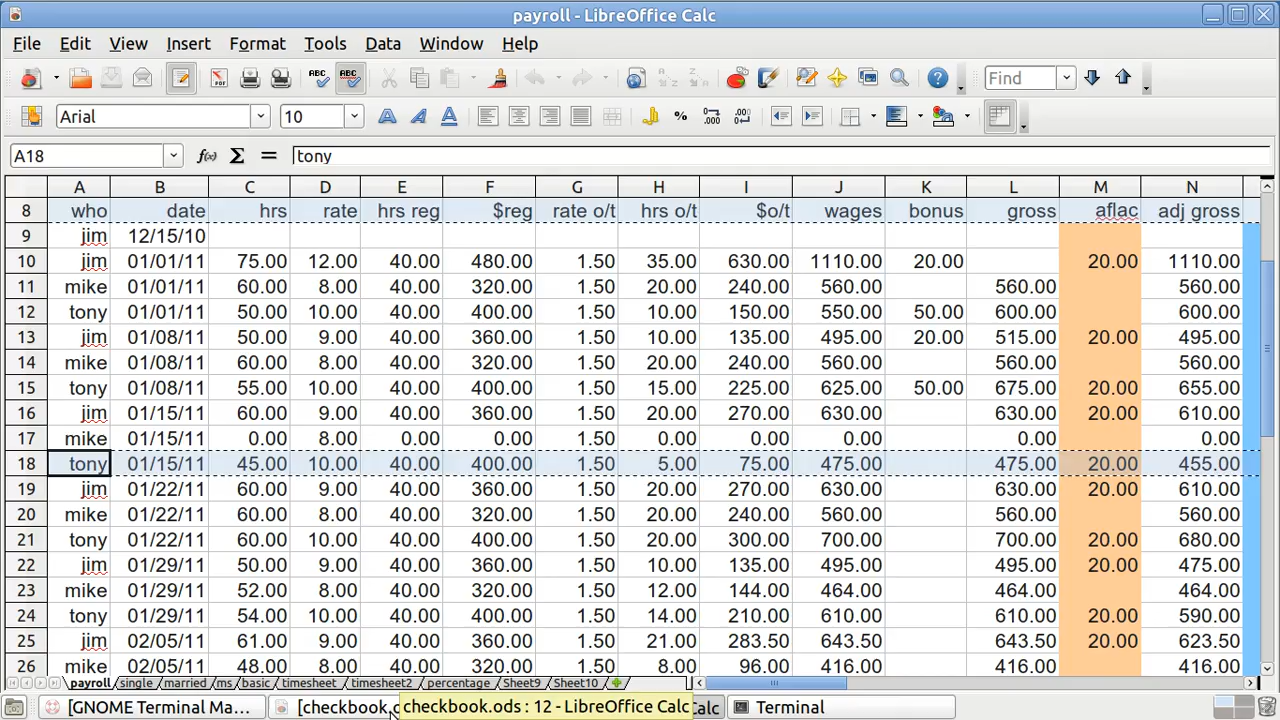 payroll - LibreOffice Calc
File Edit View Insert Format Tools Data Window Help
ABC ABC Find
Arial 10 % .000 .000
A18 f(x) Σ = tony
A B C D E F G H I J K L M N
8 who date hrs rate hrs reg $reg rate o/t hrs o/t $o/t wages bonus gross aflac adj gross
9 jim 12/15/10
10 jim 01/01/11 75.00 12.00 40.00 480.00 1.50 35.00 630.00 1110.00 20.00 20.00 1110.00
11 mike 01/01/11 60.00 8.00 40.00 320.00 1.50 20.00 240.00 560.00 560.00 560.00
12 tony 01/01/11 50.00 10.00 40.00 400.00 1.50 10.00 150.00 550.00 50.00 600.00 600.00
13 jim 01/08/11 50.00 9.00 40.00 360.00 1.50 10.00 135.00 495.00 20.00 515.00 20.00 495.00
14 mike 01/08/11 60.00 8.00 40.00 320.00 1.50 20.00 240.00 560.00 560.00 560.00
15 tony 01/08/11 55.00 10.00 40.00 400.00 1.50 15.00 225.00 625.00 50.00 675.00 20.00 655.00
16 jim 01/15/11 60.00 9.00 40.00 360.00 1.50 20.00 270.00 630.00 630.00 20.00 610.00
17 mike 01/15/11 0.00 8.00 0.00 0.00 1.50 0.00 0.00 0.00 0.00 0.00
18 tony 01/15/11 45.00 10.00 40.00 400.00 1.50 5.00 75.00 475.00 475.00 20.00 455.00
19 jim 01/22/11 60.00 9.00 40.00 360.00 1.50 20.00 270.00 630.00 630.00 20.00 610.00
20 mike 01/22/11 60.00 8.00 40.00 320.00 1.50 20.00 240.00 560.00 560.00 560.00
21 tony 01/22/11 60.00 10.00 40.00 400.00 1.50 20.00 300.00 700.00 700.00 20.00 680.00
22 jim 01/29/11 50.00 9.00 40.00 360.00 1.50 10.00 135.00 495.00 495.00 20.00 475.00
23 mike 01/29/11 52.00 8.00 40.00 320.00 1.50 12.00 144.00 464.00 464.00 464.00
24 tony 01/29/11 54.00 10.00 40.00 400.00 1.50 14.00 210.00 610.00 610.00 20.00 590.00
25 jim 02/05/11 61.00 9.00 40.00 360.00 1.50 21.00 283.50 643.50 643.50 20.00 623.50
26 mike 02/05/11 48.00 8.00 40.00 320.00 1.50 8.00 96.00 416.00 416.00 416.00
payroll single married ms basic timesheet timesheet2 percentage Sheet9 Sheet10
[GNOME Terminal Ma... [checkbook.o checkbook.ods : 12 - LibreOffice Calc Calc Terminal